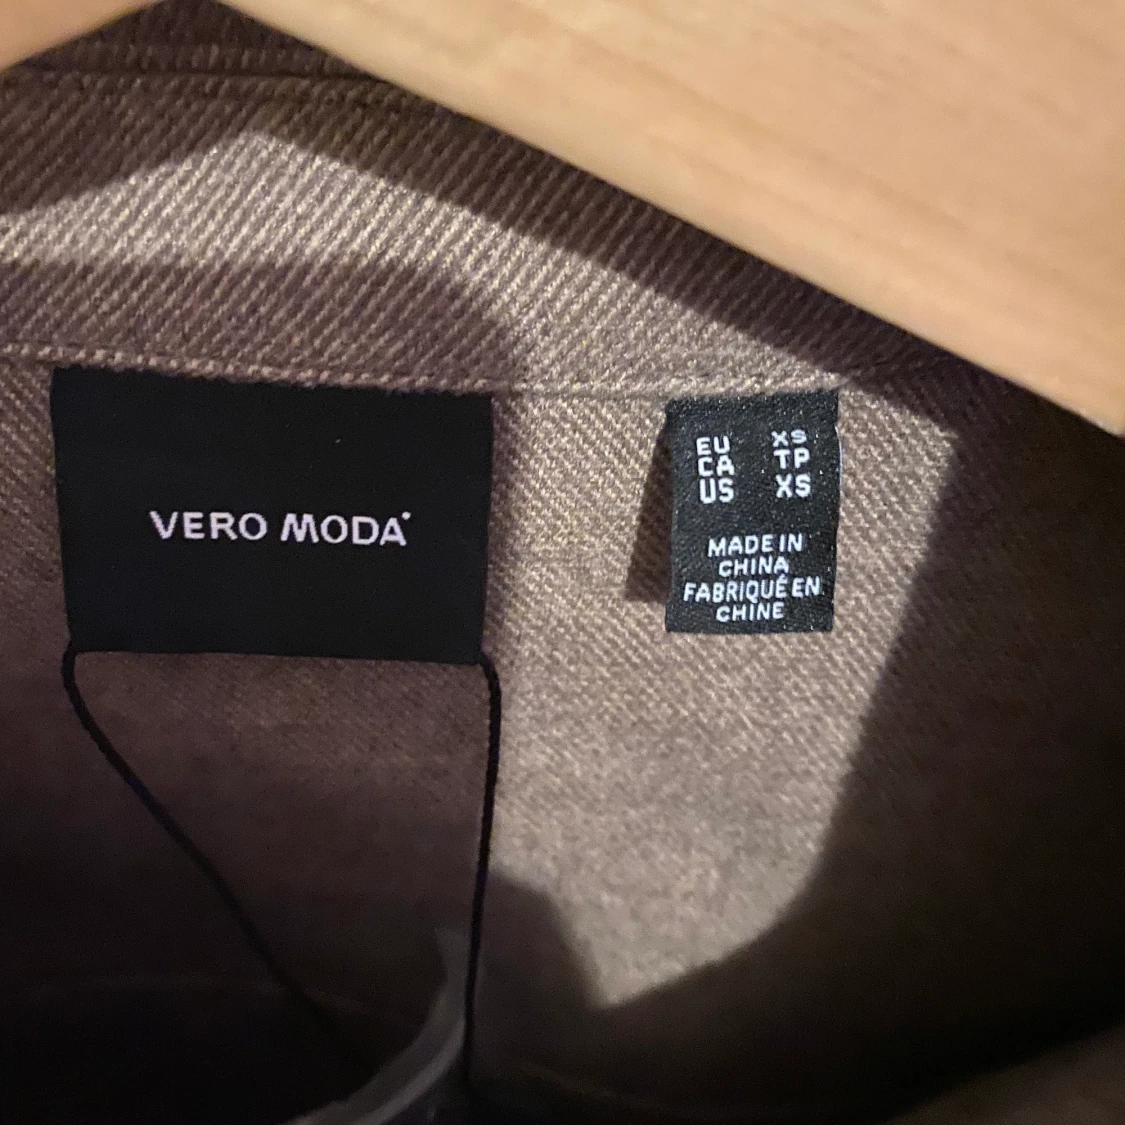 VERO MODA
EU XS
CA TP
US XS
MADE IN
CHINA
FABRIQUÉ EN
CHINE